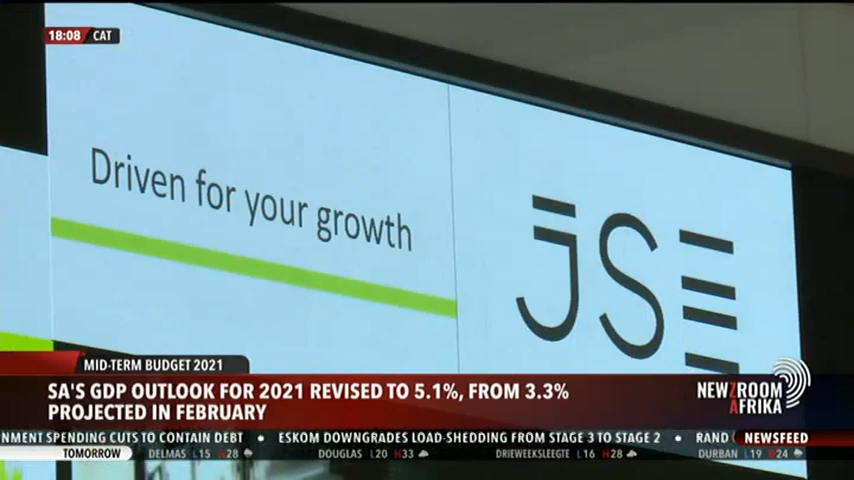 18:08 CAT
Driven for your growth
JSE
MID-TERM BUDGET 2021
SA'S GDP OUTLOOK FOR 2021 REVISED TO 5.1%, FROM 3.3%
PROJECTED IN FEBRUARY
NEWZROOM
AFRIKA
NMENT SPENDING CUTS TO CONTAIN DEBT • ESKOM DOWNGRADES LOAD-SHEDDING FROM STAGE 3 TO STAGE 2 • RAND NEWSFEED
TOMORROW DELMAS L15 H28 DOUGLAS L20 H33 DRIEWEEKSLEEGTE L16 H28 DURBAN L19 H24